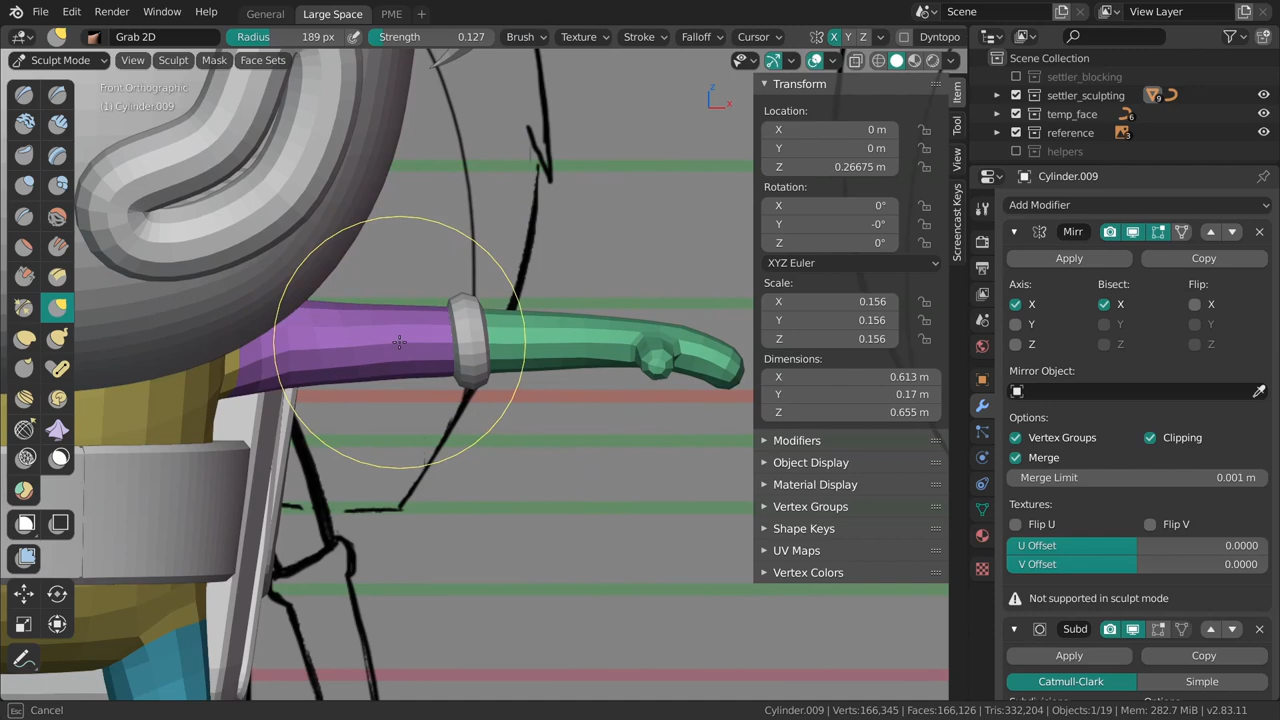 File Edit Render Window Help General Large Space PME + Scene View Layer
Grab 2D Radius 189 px Strength 0.127 Brush Texture Stroke Falloff Cursor X Y Z Dyntopo
Sculpt Mode View Sculpt Mask Face Sets
Front Orthographic
(1) Cylinder.009
z
x
Transform
Location:
X 0 m
Y 0 m
Z 0.26675 m
Rotation:
X 0°
Y -0°
Z 0°
XYZ Euler
Scale:
X 0.156
Y 0.156
Z 0.156
Dimensions:
X 0.613 m
Y 0.17 m
Z 0.655 m
Modifiers
Object Display
Material Display
Vertex Groups
Shape Keys
UV Maps
Vertex Colors
Item
Tool
View
Screencast Keys
Scene Collection
settler_blocking
settler_sculpting 9
temp_face 6
reference 3
helpers
Cylinder.009
Add Modifier
Mirr
Apply Copy
Axis: Bisect: Flip:
X X X
Y Y Y
Z Z Z
Mirror Object:
Options:
Vertex Groups Clipping
Merge
Merge Limit 0.001 m
Textures:
Flip U Flip V
U Offset 0.0000
V Offset 0.0000
Not supported in sculpt mode
Subd
Apply Copy
Catmull-Clark Simple
Esc Cancel
Cylinder.009 | Verts:166,345 | Faces:166,126 | Tris:332,204 | Objects:1/19 | Mem: 282.7 MiB | v2.83.11